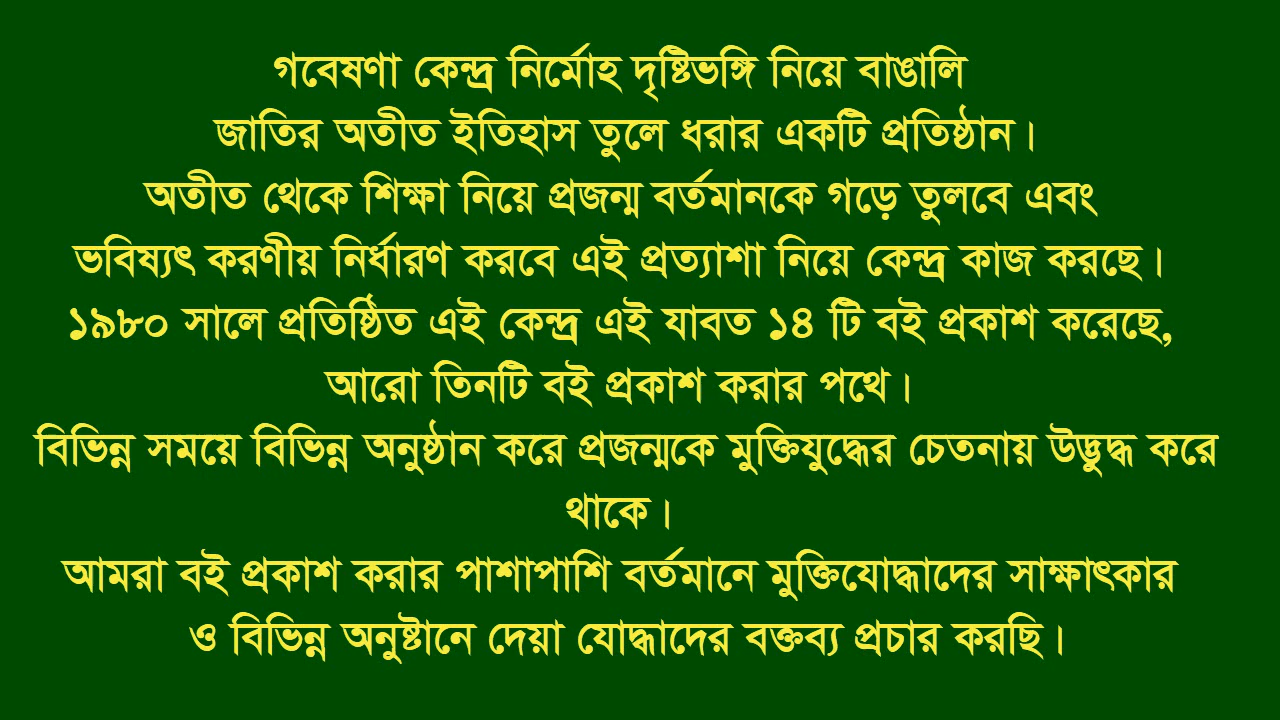 গবেষণা কেন্দ্র নির্মোহ দৃষ্টিভঙ্গি নিয়ে বাঙালি
জাতির অতীত ইতিহাস তুলে ধরার একটি প্রতিষ্ঠান।
অতীত থেকে শিক্ষা নিয়ে প্রজন্ম বর্তমানকে গড়ে তুলবে এবং
ভবিষ্যৎ করণীয় নির্ধারণ করবে এই প্রত্যাশা নিয়ে কেন্দ্র কাজ করছে।
১৯৮০ সালে প্রতিষ্ঠিত এই কেন্দ্র এই যাবত ১৪ টি বই প্রকাশ করেছে,
আরো তিনটি বই প্রকাশ করার পথে।
বিভিন্ন সময়ে বিভিন্ন অনুষ্ঠান করে প্রজন্মকে মুক্তিযুদ্ধের চেতনায় উদ্ভুদ্ধ করে
থাকে।
আমরা বই প্রকাশ করার পাশাপাশি বর্তমানে মুক্তিযোদ্ধাদের সাক্ষাৎকার
ও বিভিন্ন অনুষ্টানে দেয়া যোদ্ধাদের বক্তব্য প্রচার করছি।